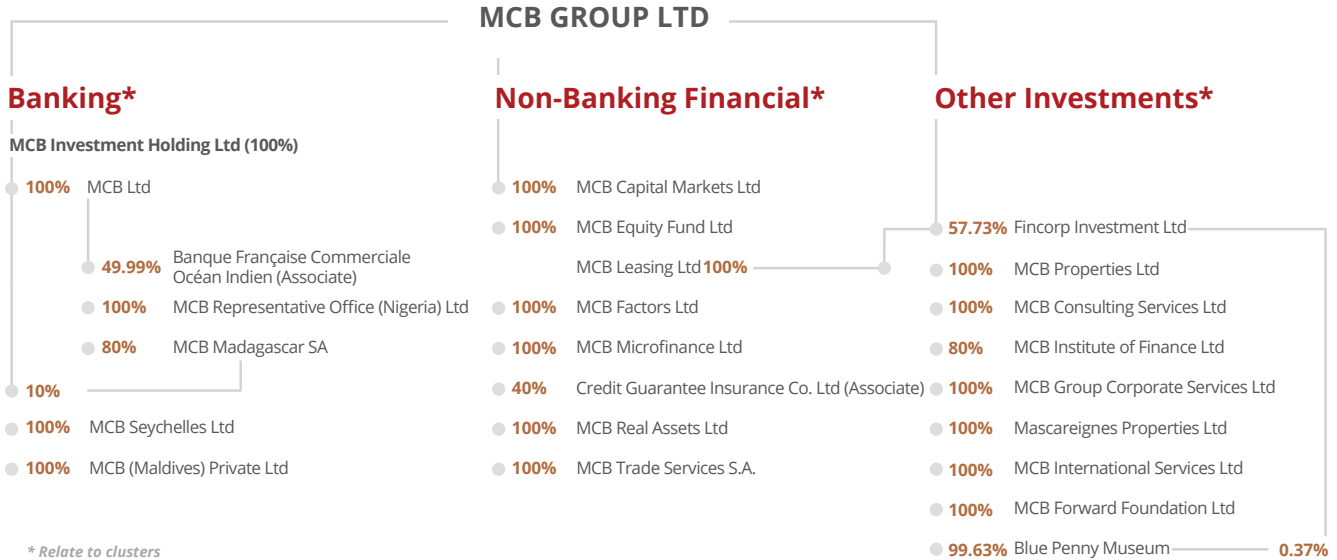 MCB GROUP LTD
Banking*
MCB Investment Holding Ltd (100%)
100% MCB Ltd
49.99% Banque Française Commerciale
Océan Indien (Associate)
100% MCB Representative Office (Nigeria) Ltd
80% MCB Madagascar SA
10%
100% MCB Seychelles Ltd
100% MCB (Maldives) Private Ltd
* Relate to clusters
Non-Banking Financial*
100% MCB Capital Markets Ltd
100% MCB Equity Fund Ltd
MCB Leasing Ltd 100%
100% MCB Factors Ltd
100% MCB Microfinance Ltd
40% Credit Guarantee Insurance Co. Ltd (Associate)
100% MCB Real Assets Ltd
100% MCB Trade Services S.A.
Other Investments*
57.73% Fincorp Investment Ltd
100% MCB Properties Ltd
100% MCB Consulting Services Ltd
80% MCB Institute of Finance Ltd
100% MCB Group Corporate Services Ltd
100% Mascareignes Properties Ltd
100% MCB International Services Ltd
100% MCB Forward Foundation Ltd
99.63% Blue Penny Museum 0.37%